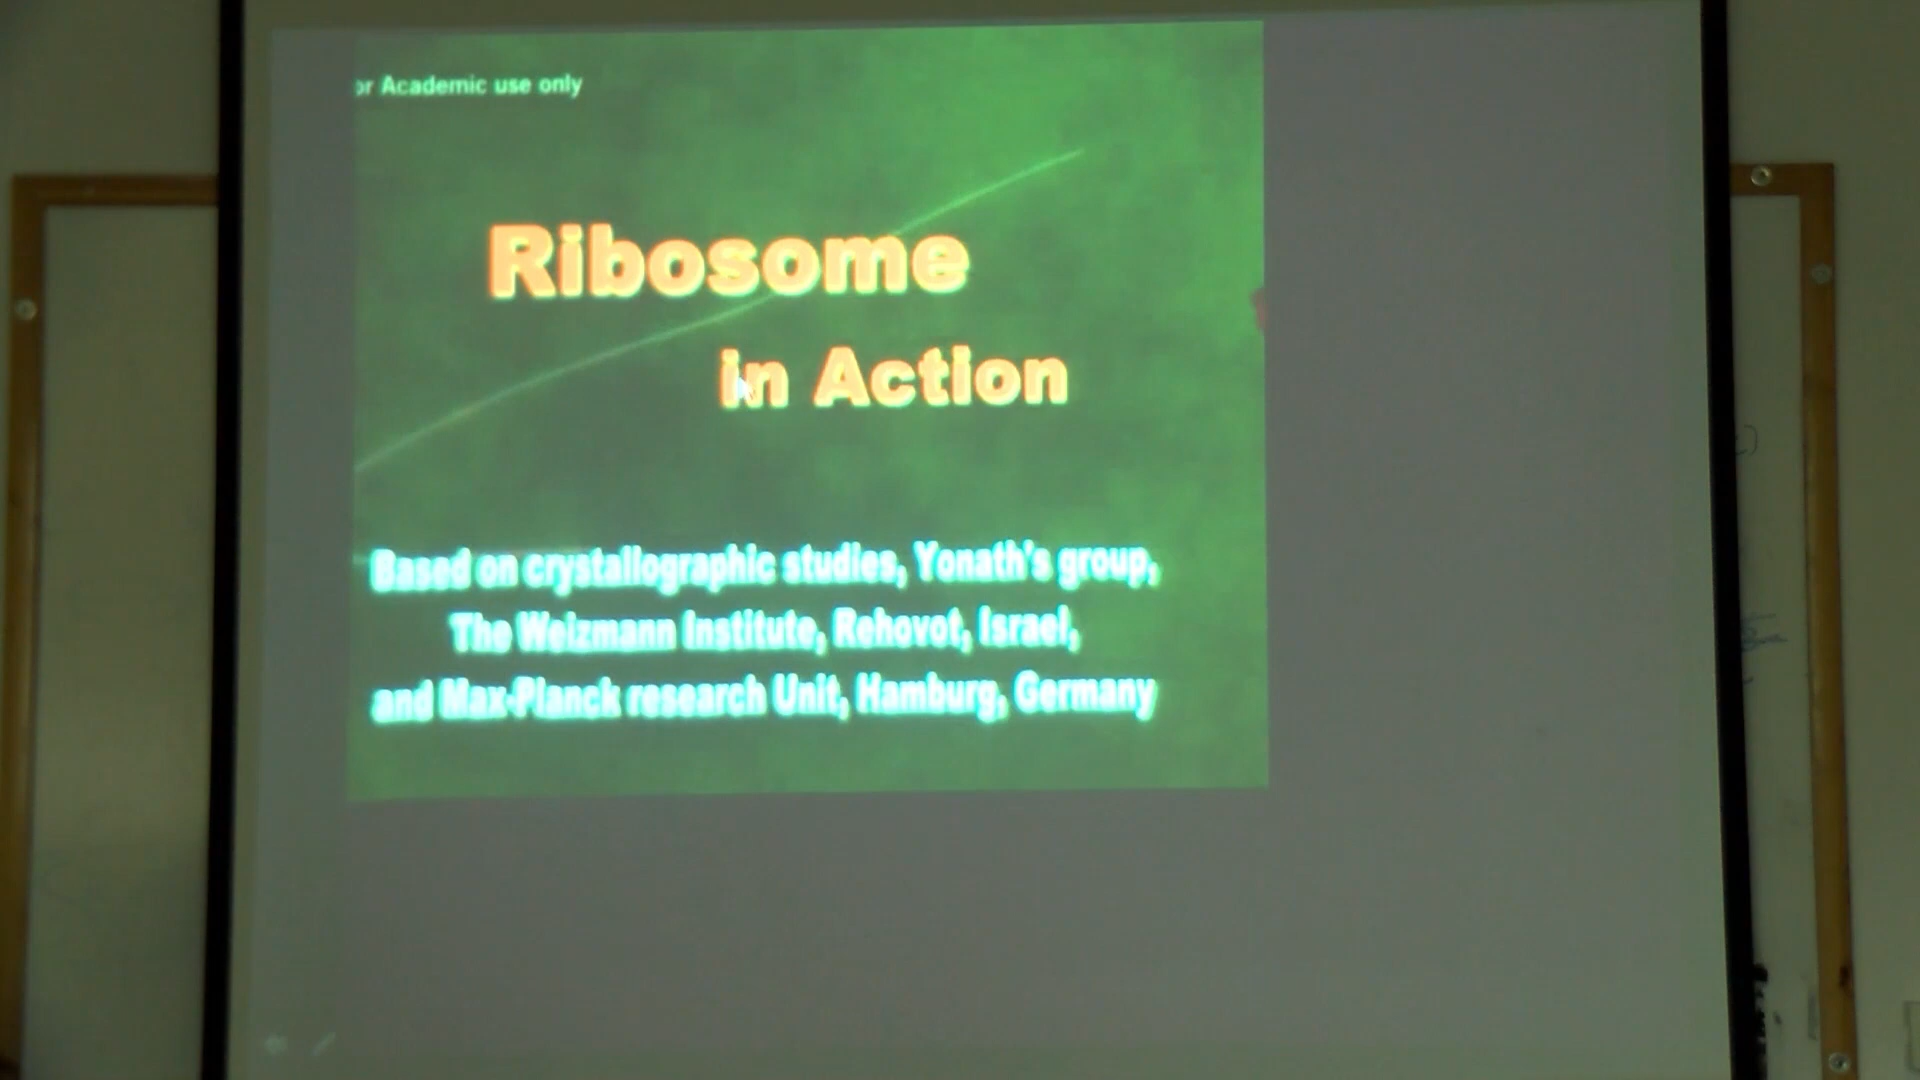 or Academic use only
Ribosome
in Action
Based on crystallographic studies, Yonath's group,
The Weizmann Institute, Rehovot, Israel,
and Max-Planck research Unit, Hamburg, Germany